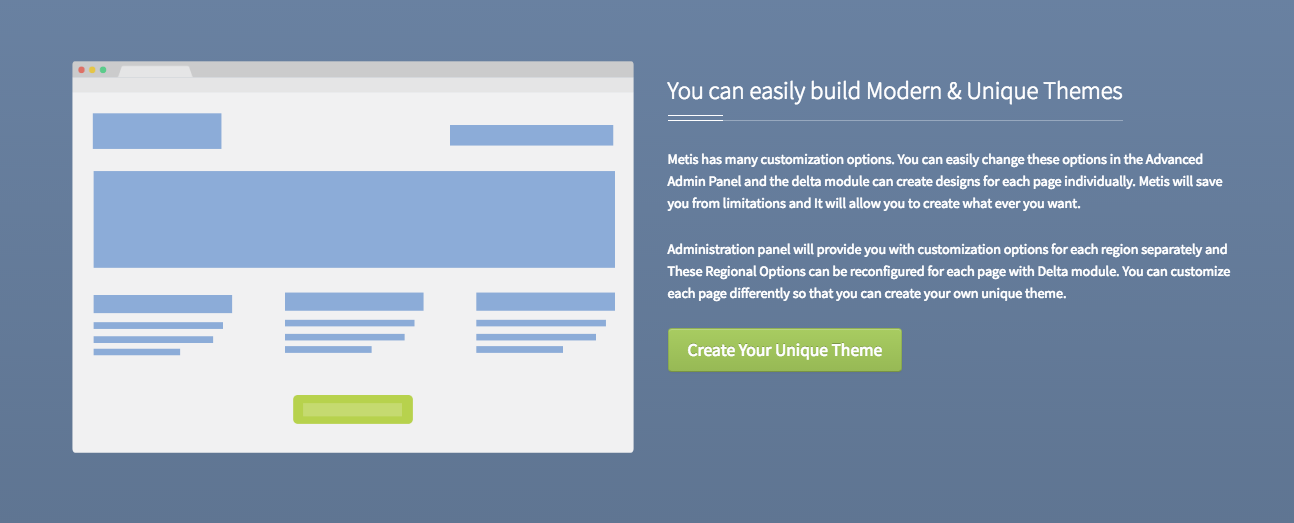 You can easily build Modern & Unique Themes
Metis has many customization options. You can easily change these options in the Advanced
Admin Panel and the delta module can create designs for each page individually. Metis will save
you from limitations and It will allow you to create what ever you want.
Administration panel will provide you with customization options for each region separately and
These Regional Options can be reconfigured for each page with Delta module. You can customize
each page differently so that you can create your own unique theme.
Create Your Unique Theme